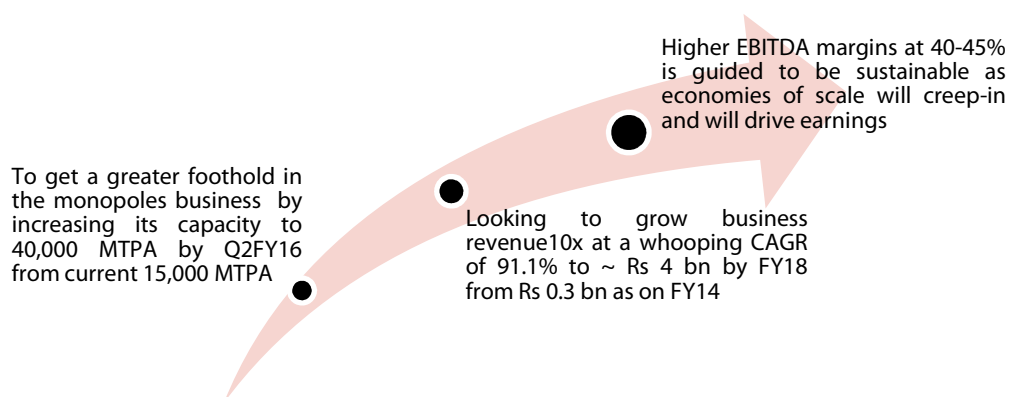 To get a greater foothold in
the monopoles business by
increasing its capacity to
40,000 MTPA by Q2FY16
from current 15,000 MTPA
Looking to grow business
revenue10x at a whooping CAGR
of 91.1% to ~ Rs 4 bn by FY18
from Rs 0.3 bn as on FY14
Higher EBITDA margins at 40-45%
is guided to be sustainable as
economies of scale will creep-in
and will drive earnings